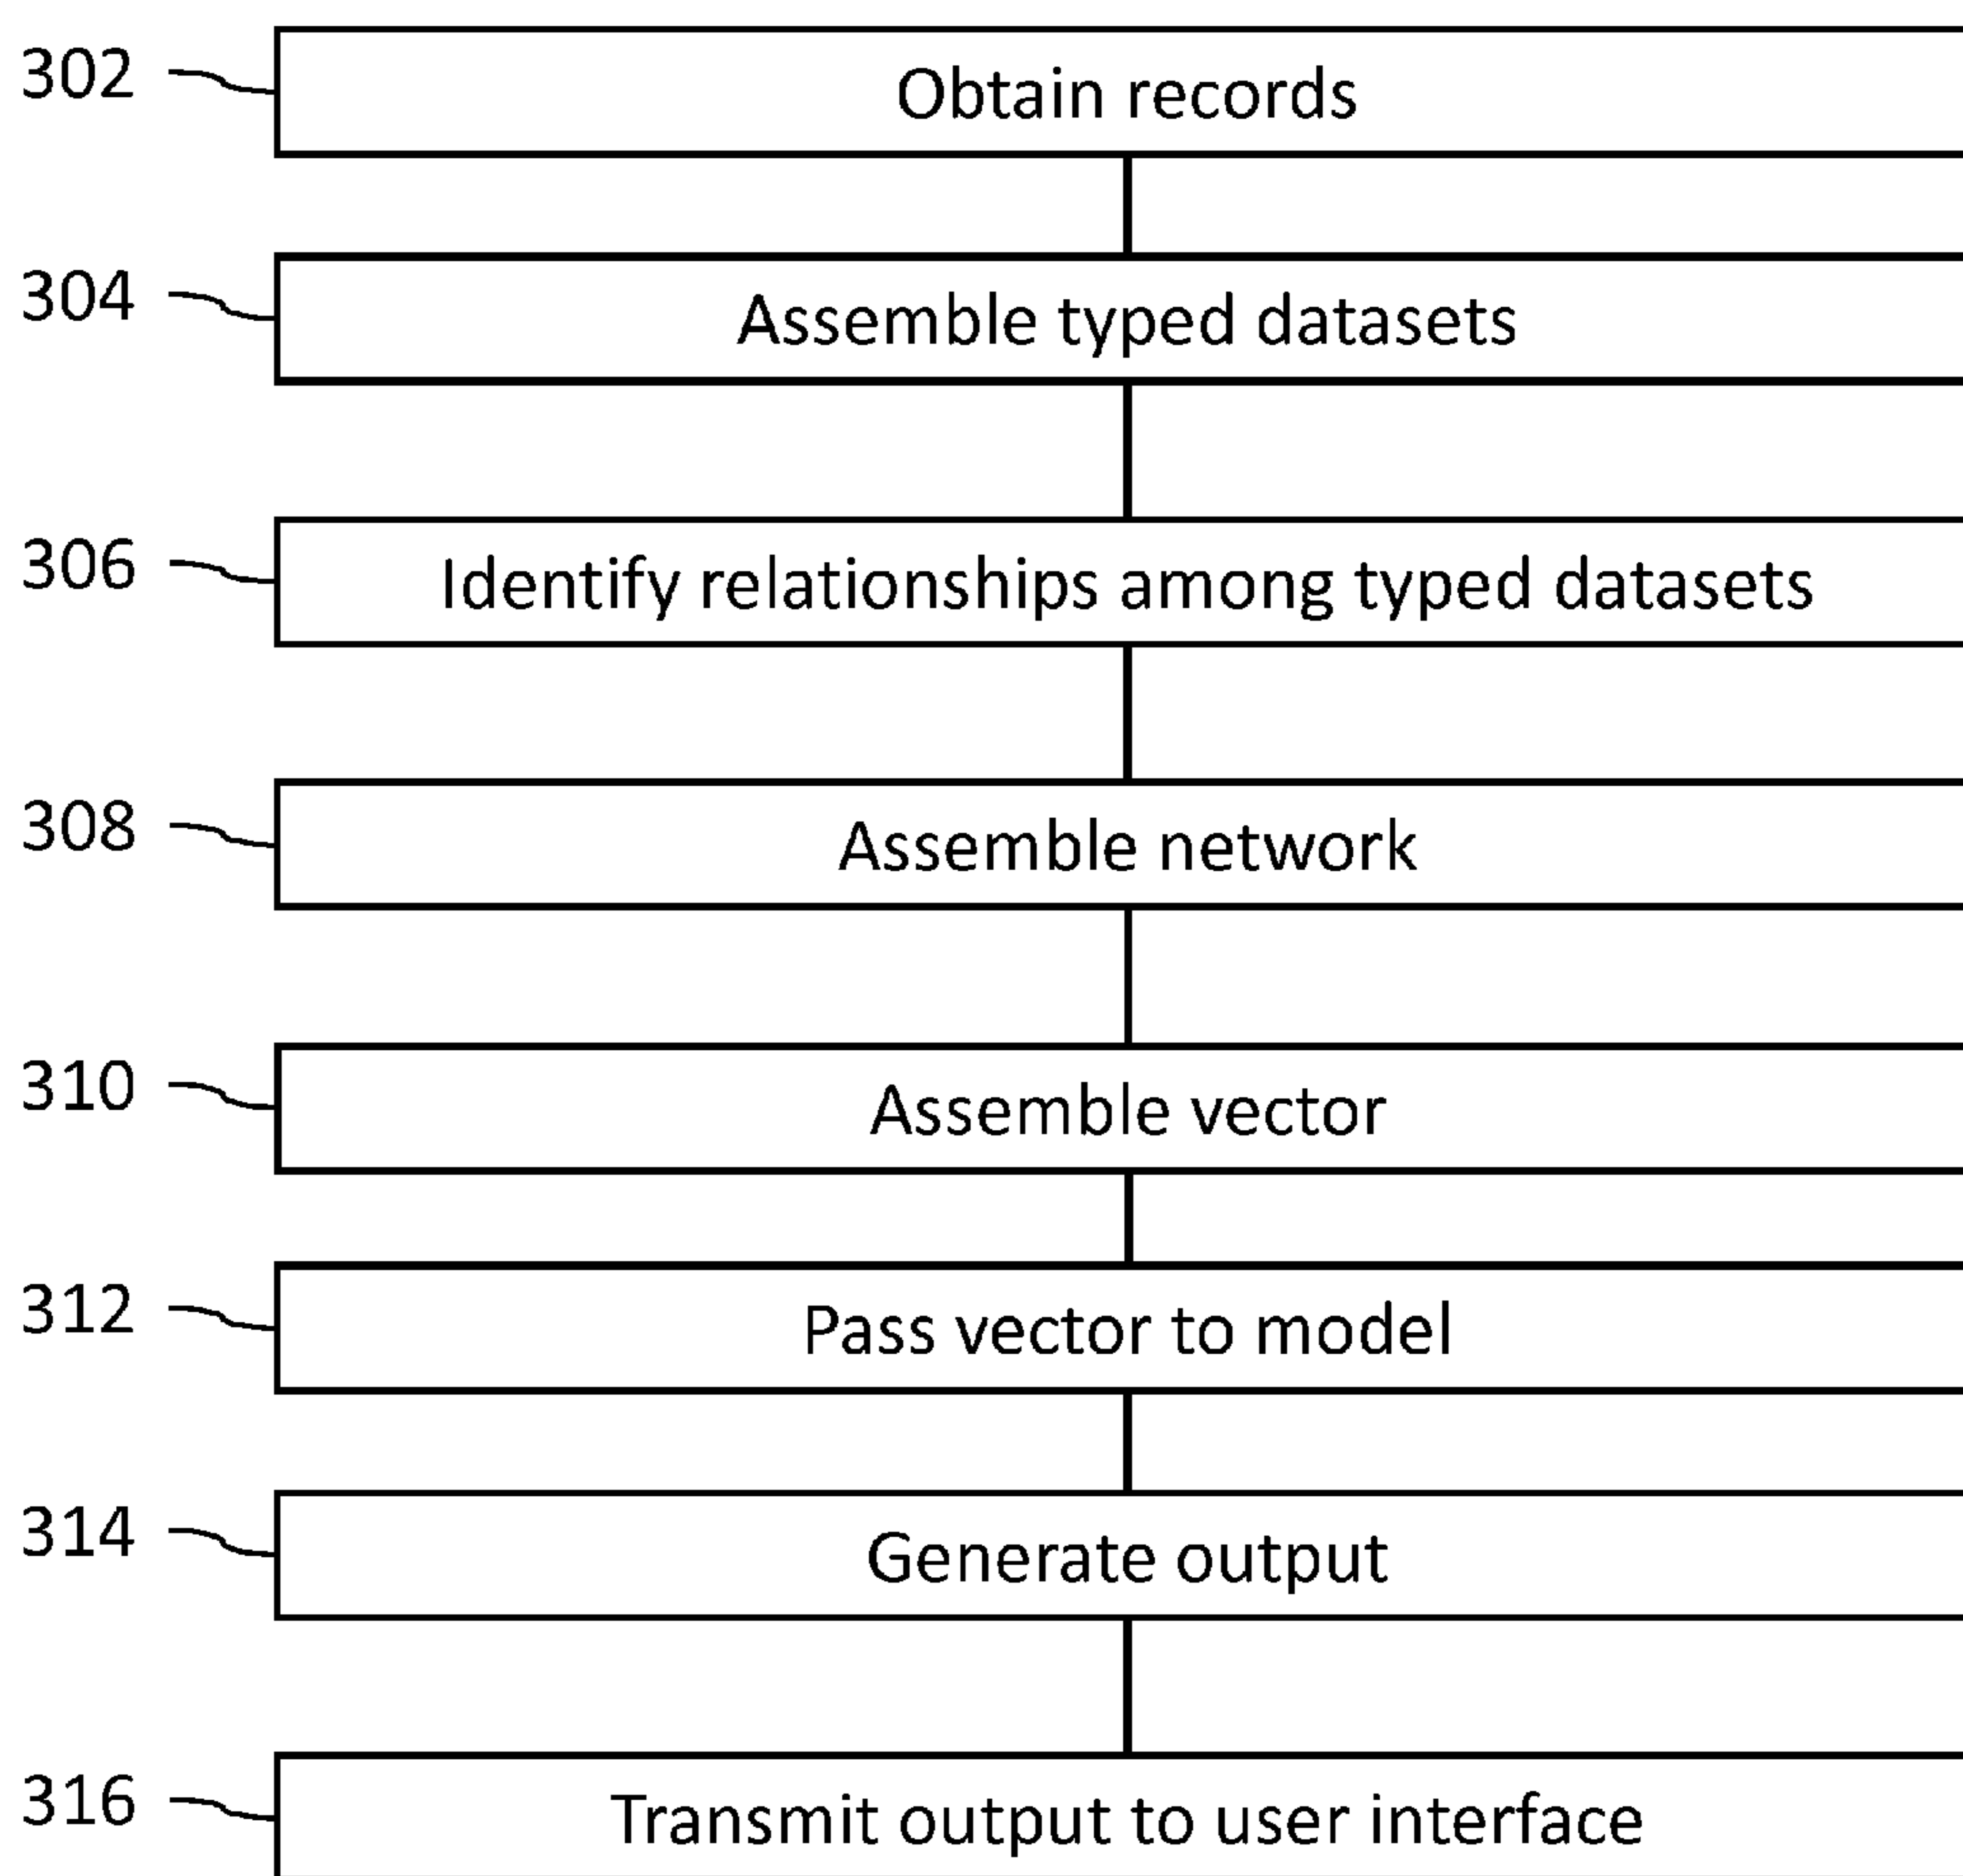 302 Obtain records
304 Assemble typed datasets
306 Identify relationships among typed datasets
308 Assemble network
310 Assemble vector
312 Pass vector to model
314 Generate output
316 Transmit output to user interface